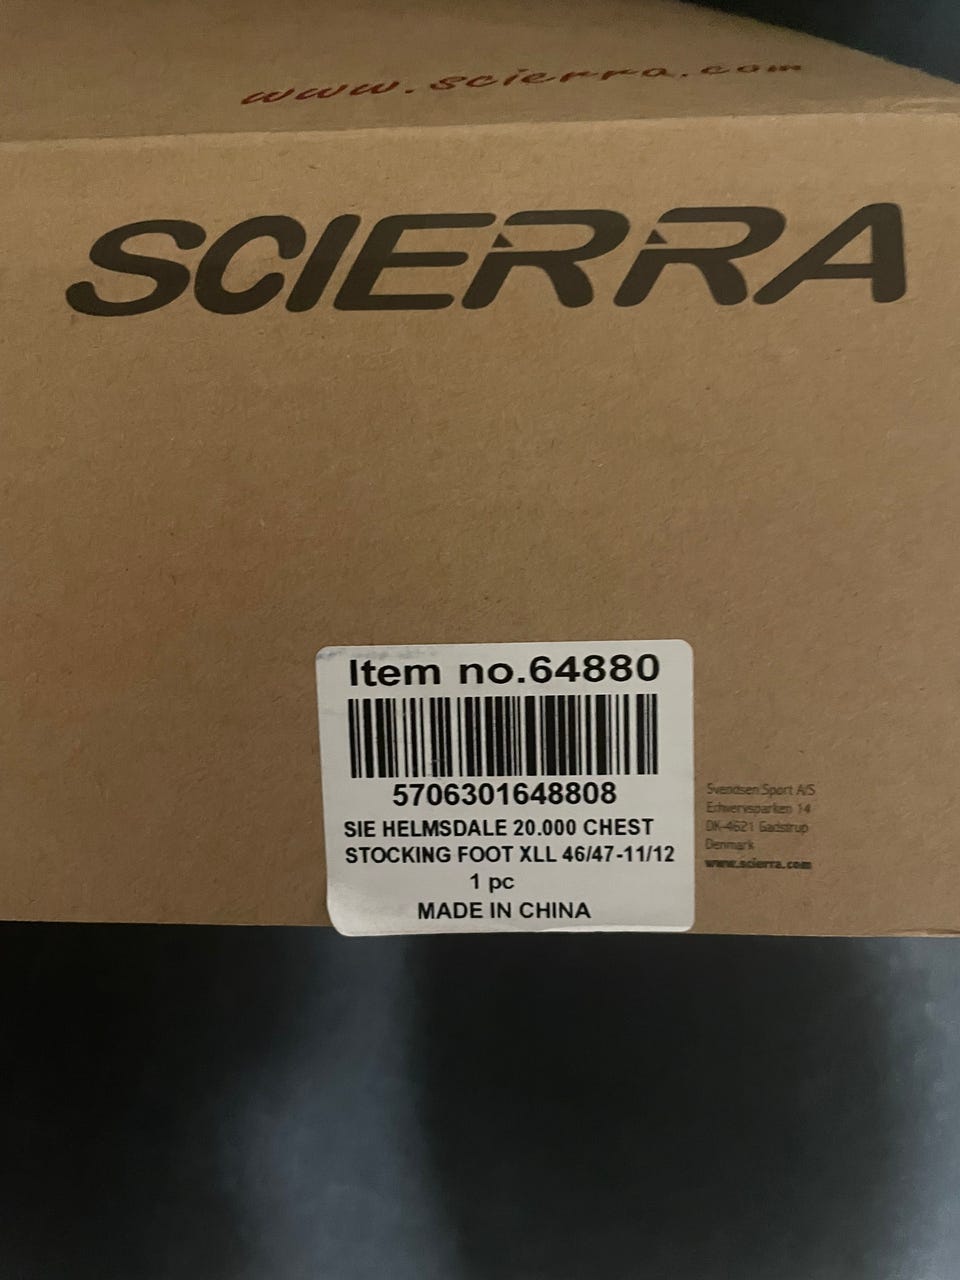 www.scierra.com
SCIERRA
Item no.64880
5706301648808
SIE HELMSDALE 20.000 CHEST
STOCKING FOOT XLL 46/47-11/12
1 pc
MADE IN CHINA
Svendsen Sport A/S
Erhvervsparken 14
DK-4621 Gadstrup
Denmark
www.scierra.com